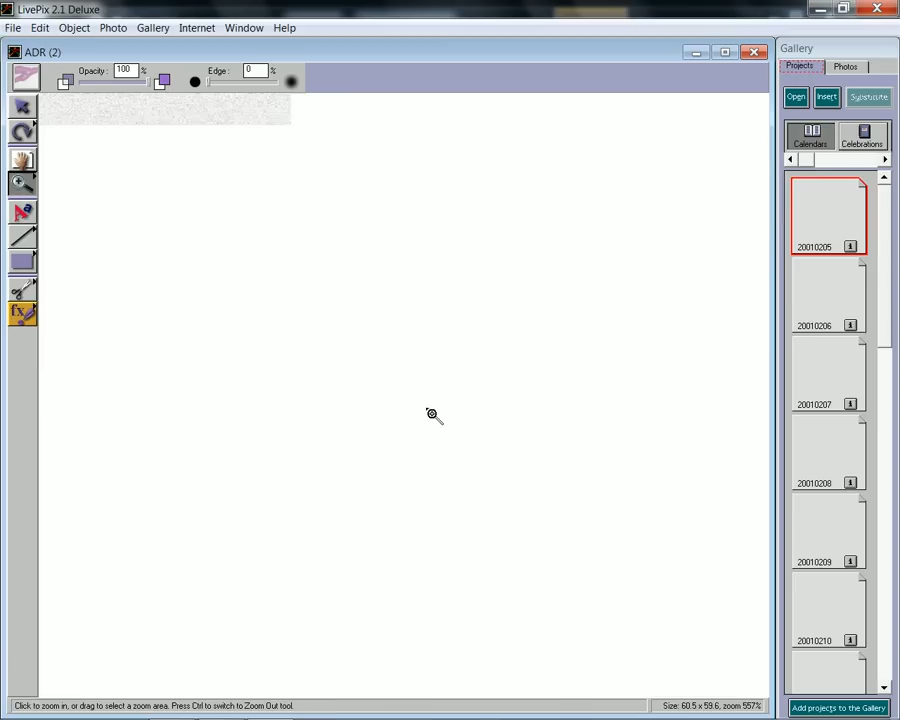 LivePix 2.1 Deluxe
File Edit Object Photo Gallery Internet Window Help
ADR (2)
Gallery
Opacity: 100 %
Edge: 0 %
Projects Photos
Open Insert Substitute
Calendars Celebrations
Aa
fx
20010205
20010206
20010207
20010208
20010209
20010210
Click to zoom in, or drag to select a zoom area. Press Ctrl to switch to Zoom Out tool.
Size: 60.5 x 59.6, zoom 557%
Add projects to the Gallery